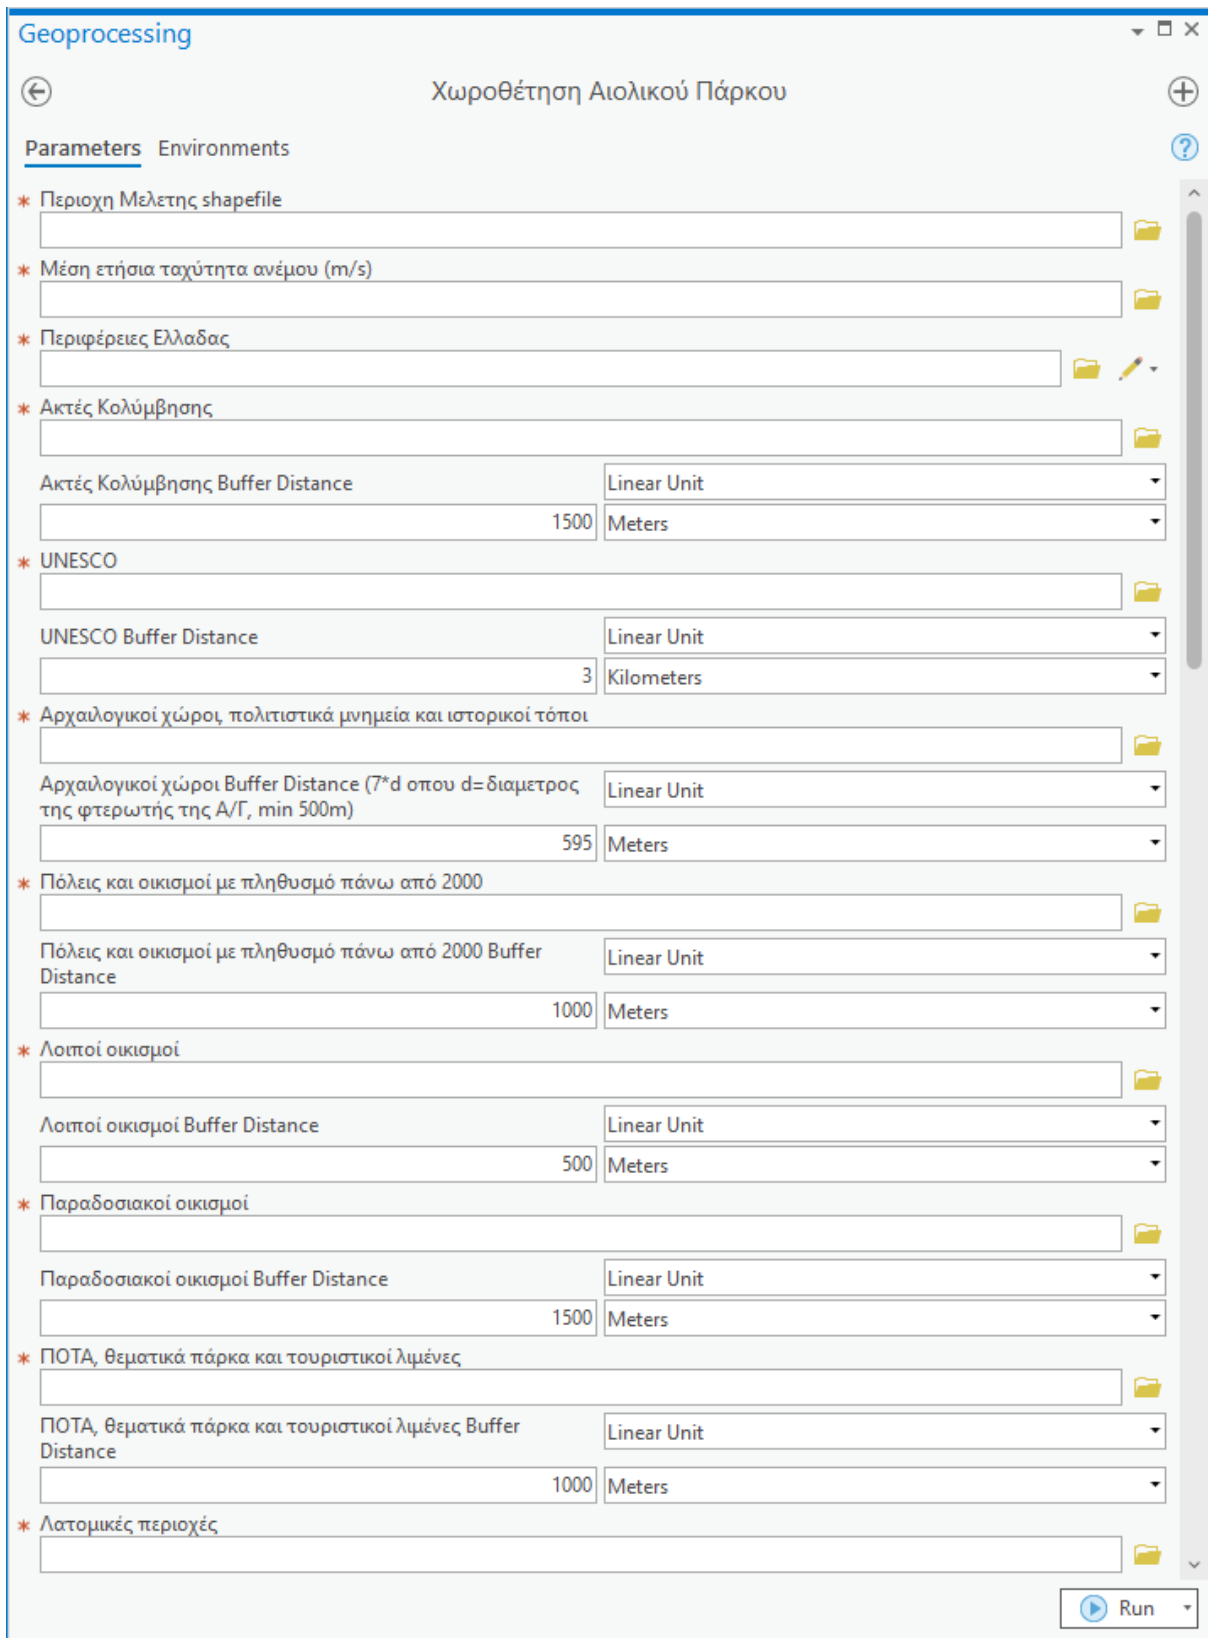 Geoprocessing
Χωροθέτηση Αιολικού Πάρκου
Parameters Environments
* Περιοχη Μελετης shapefile
* Μέση ετήσια ταχύτητα ανέμου (m/s)
* Περιφέρειες Ελλαδας
* Ακτές Κολύμβησης
Ακτές Κολύμβησης Buffer Distance Linear Unit
1500 Meters
* UNESCO
UNESCO Buffer Distance Linear Unit
3 Kilometers
* Αρχαιλογικοί χώροι, πολιτιστικά μνημεία και ιστορικοί τόποι
Αρχαιλογικοί χώροι Buffer Distance (7*d οπου d=διαμετρος
της φτερωτής της Α/Γ, min 500m) Linear Unit
595 Meters
* Πόλεις και οικισμοί με πληθυσμό πάνω από 2000
Πόλεις και οικισμοί με πληθυσμό πάνω από 2000 Buffer
Distance Linear Unit
1000 Meters
* Λοιποί οικισμοί
Λοιποί οικισμοί Buffer Distance Linear Unit
500 Meters
* Παραδοσιακοί οικισμοί
Παραδοσιακοί οικισμοί Buffer Distance Linear Unit
1500 Meters
* ΠΟΤΑ, θεματικά πάρκα και τουριστικοί λιμένες
ΠΟΤΑ, θεματικά πάρκα και τουριστικοί λιμένες Buffer
Distance Linear Unit
1000 Meters
* Λατομικές περιοχές
Run